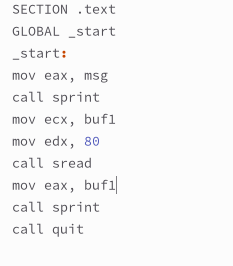 SECTION .text
GLOBAL _start
_start:
mov eax, msg
call sprint
mov ecx, buf1
mov edx, 80
call sread
mov eax, buf1
call sprint
call quit